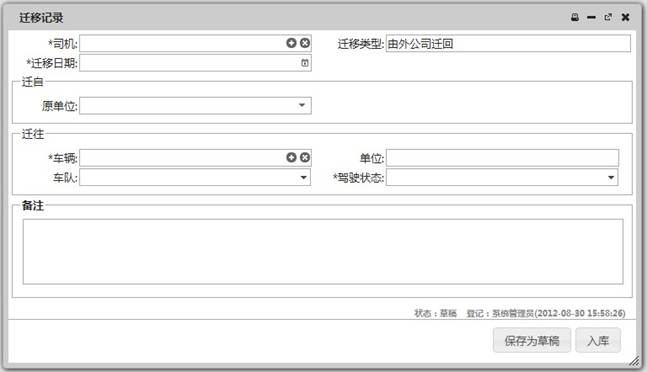 迁移记录
*司机: 迁移类型: 由外公司迁回
*迁移日期:
迁自
原单位:
迁往
*车辆: 单位:
车队: *驾驶状态:
备注
状态：草稿 登记：系统管理员(2012-08-30 15:58:26)
保存为草稿 入库